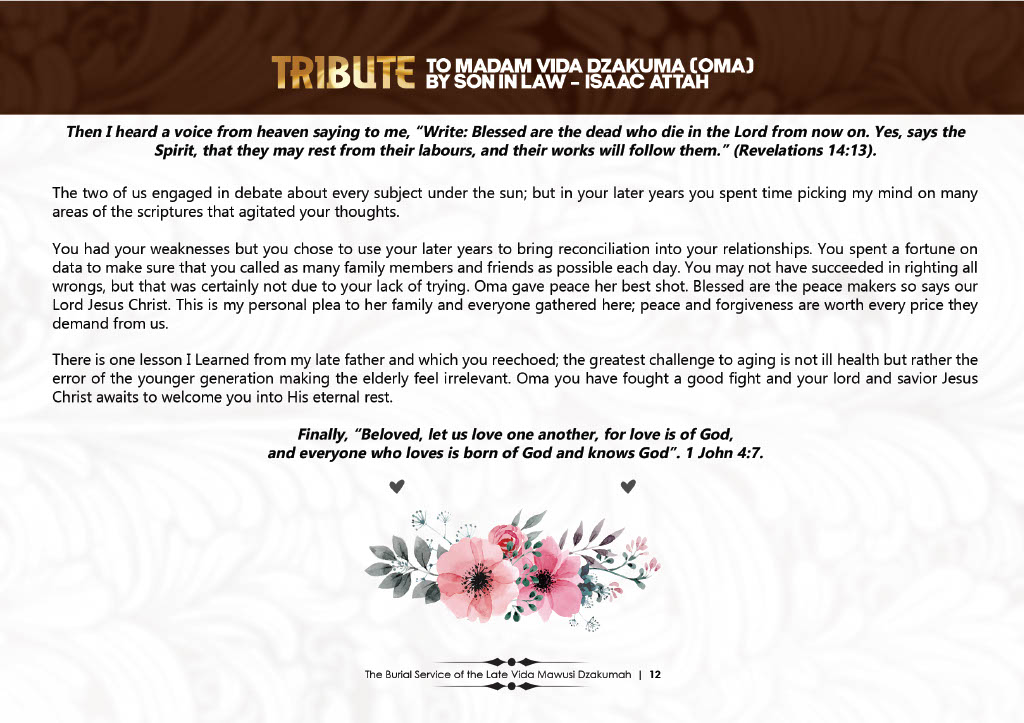 TRIBUTE TO MADAM VIDA DZAKUMA (OMA)
BY SON IN LAW – ISAAC ATTAH
Then I heard a voice from heaven saying to me, “Write: Blessed are the dead who die in the Lord from now on. Yes, says the
Spirit, that they may rest from their labours, and their works will follow them.” (Revelations 14:13).
The two of us engaged in debate about every subject under the sun; but in your later years you spent time picking my mind on many
areas of the scriptures that agitated your thoughts.
You had your weaknesses but you chose to use your later years to bring reconciliation into your relationships. You spent a fortune on
data to make sure that you called as many family members and friends as possible each day. You may not have succeeded in righting all
wrongs, but that was certainly not due to your lack of trying. Oma gave peace her best shot. Blessed are the peace makers so says our
Lord Jesus Christ. This is my personal plea to her family and everyone gathered here; peace and forgiveness are worth every price they
demand from us.
There is one lesson I Learned from my late father and which you reechoed; the greatest challenge to aging is not ill health but rather the
error of the younger generation making the elderly feel irrelevant. Oma you have fought a good fight and your lord and savior Jesus
Christ awaits to welcome you into His eternal rest.
Finally, “Beloved, let us love one another, for love is of God,
and everyone who loves is born of God and knows God”. 1 John 4:7.
The Burial Service of the Late Vida Mawusi Dzakumah | 12